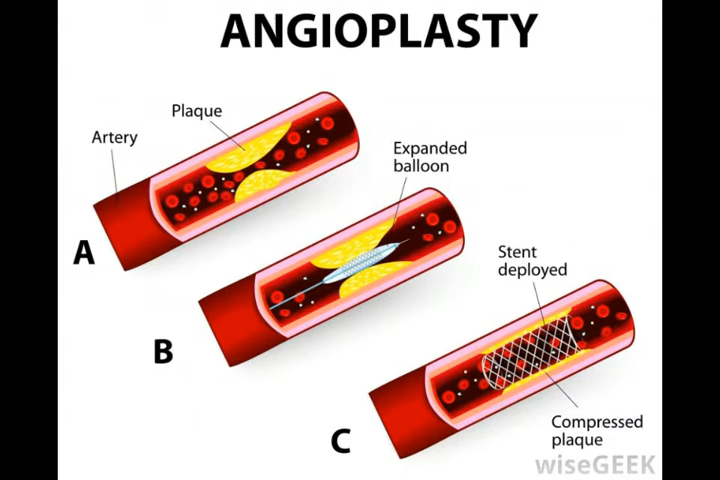 ANGIOPLASTY
Plaque
Artery
Expanded
balloon
A
Stent
deployed
B
Compressed
plaque
C
wiseGEEK